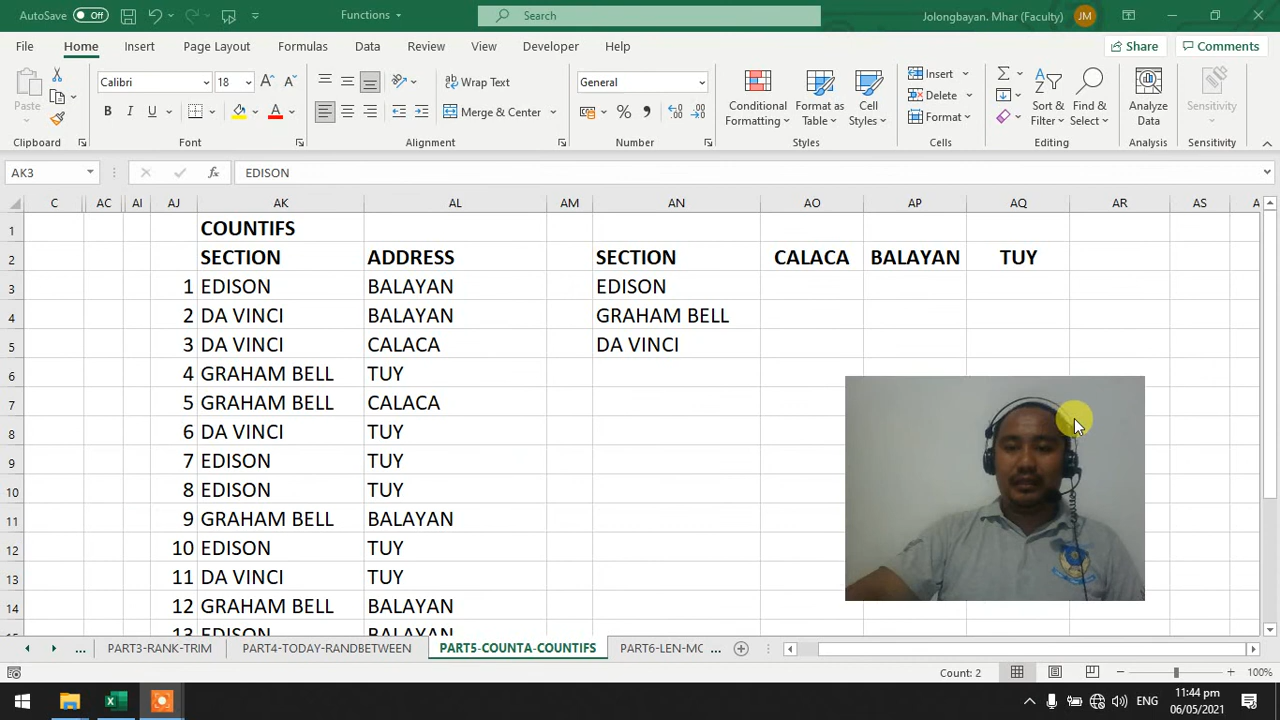 AutoSave Off Functions Search Jolongbayan. Mhar (Faculty) JM
File Home Insert Page Layout Formulas Data Review View Developer Help Share Comments
Paste Calibri 18 Wrap Text General Conditional Formatting Format as Table Cell Styles Insert Sort & Filter Find & Select Analyze Data Sensitivity
B I U Merge & Center Delete
Format
Clipboard Font Alignment Number Styles Cells Editing Analysis Sensitivity
AK3 fx EDISON
C AC AI AJ AK AL AM AN AO AP AQ AR AS A
1 COUNTIFS
2 SECTION ADDRESS SECTION CALACA BALAYAN TUY
3 1 EDISON BALAYAN EDISON
4 2 DA VINCI BALAYAN GRAHAM BELL
5 3 DA VINCI CALACA DA VINCI
6 4 GRAHAM BELL TUY
7 5 GRAHAM BELL CALACA
8 6 DA VINCI TUY
9 7 EDISON TUY
10 8 EDISON TUY
11 9 GRAHAM BELL BALAYAN
12 10 EDISON TUY
13 11 DA VINCI TUY
14 12 GRAHAM BELL BALAYAN
15 13 EDISON BALAYAN
... PART3-RANK-TRIM PART4-TODAY-RANDBETWEEN PART5-COUNTA-COUNTIFS PART6-LEN-MO ...
Count: 2 100%
ENG 11:44 pm
06/05/2021